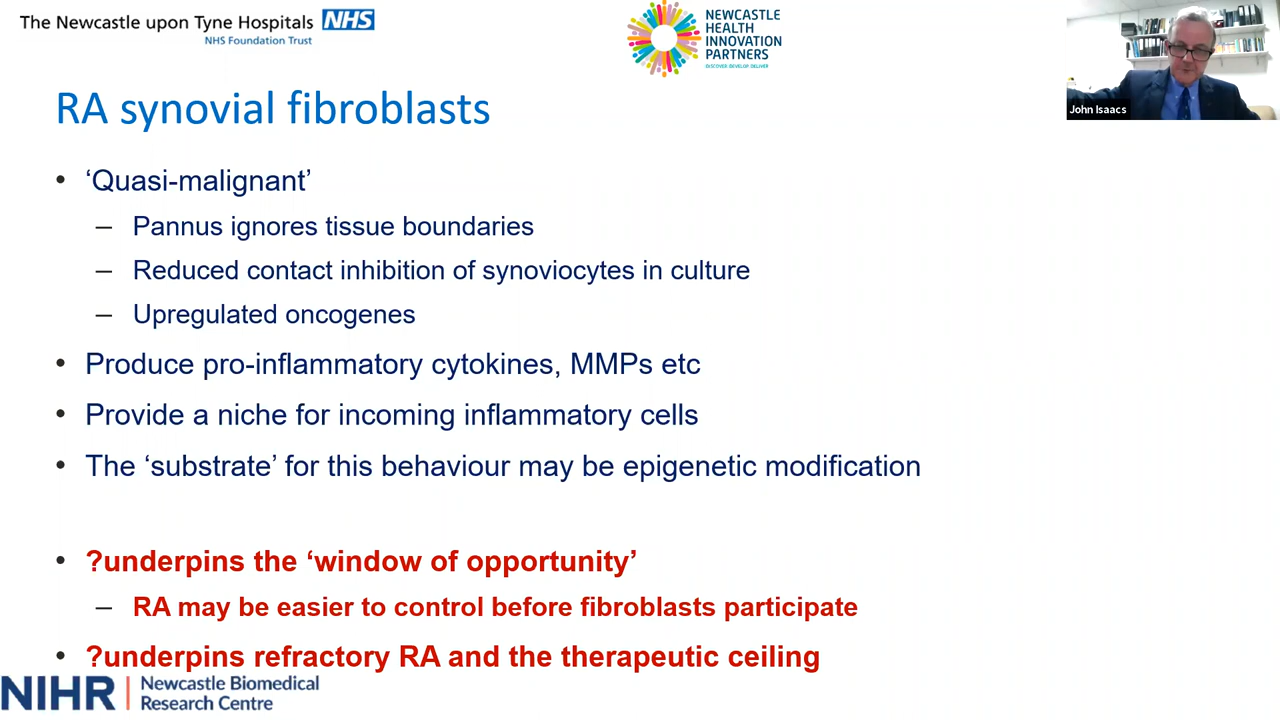 The Newcastle upon Tyne Hospitals NHS
NHS Foundation Trust
NEWCASTLE
HEALTH
INNOVATION
PARTNERS
DISCOVER. DEVELOP. DELIVER.
John Isaacs
RA synovial fibroblasts
• ‘Quasi-malignant’
– Pannus ignores tissue boundaries
– Reduced contact inhibition of synoviocytes in culture
– Upregulated oncogenes
• Produce pro-inflammatory cytokines, MMPs etc
• Provide a niche for incoming inflammatory cells
• The ‘substrate’ for this behaviour may be epigenetic modification
• ?underpins the ‘window of opportunity’
– RA may be easier to control before fibroblasts participate
• ?underpins refractory RA and the therapeutic ceiling
NIHR | Newcastle Biomedical
Research Centre